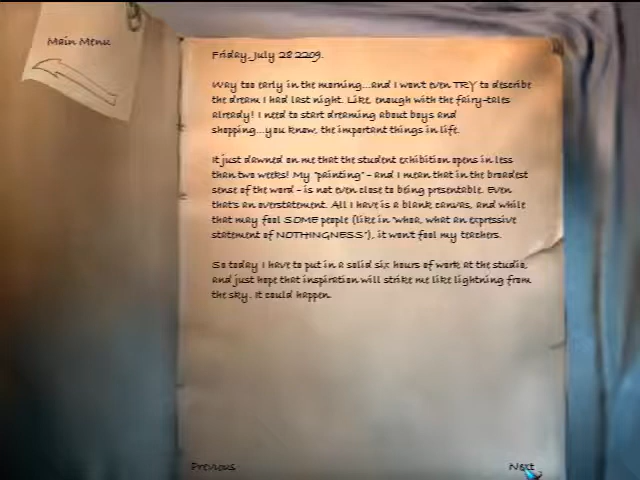 Main Menu
Friday, July 28 2209.
Way too early in the morning...and I wont even TRY to describe
the dream I had last night. Like, enough with the fairy-tales
already! I need to start dreaming about boys and
shopping...you know, the important things in life.
It just dawned on me that the student exhibition opens in less
than two weeks! My "painting" - and I mean that in the broadest
sense of the word - is not even close to being presentable. Even
that's an overstatement. All I have is a blank canvas, and while
that may fool SOME people (like in "whoa, what an expressive
statement of NOTHINGNESS"), it wont fool my teachers.
So today I have to put in a solid six hours of work at the studio,
and just hope that inspiration will strike me like lightning from
the sky. It could happen.
Previous
Next